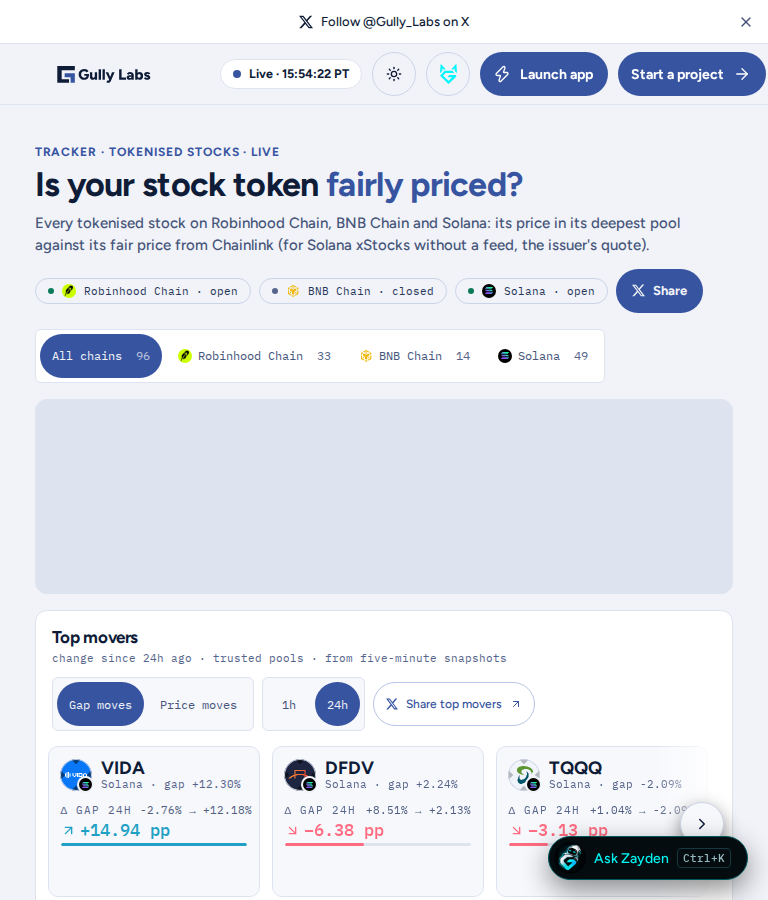 Follow @Gully_Labs on X
Gully Labs
Live · 15:54:22 PT
Launch app
Start a project
TRACKER · TOKENISED STOCKS · LIVE
Is your stock token fairly priced?
Every tokenised stock on Robinhood Chain, BNB Chain and Solana: its price in its deepest pool
against its fair price from Chainlink (for Solana xStocks without a feed, the issuer's quote).
Robinhood Chain · open
BNB Chain · closed
Solana · open
Share
All chains 96
Robinhood Chain 33
BNB Chain 14
Solana 49
Top movers
change since 24h ago · trusted pools · from five-minute snapshots
Gap moves
Price moves
1h
24h
Share top movers
VIDA
Solana · gap +12.30%
Δ GAP 24H -2.76% → +12.18%
+14.94 pp
DFDV
Solana · gap +2.24%
Δ GAP 24H +8.51% → +2.13%
−6.38 pp
TQQQ
Solana · gap -2.09%
Δ GAP 24H +1.04% → -2.09
−3.13 pp
Ask Zayden Ctrl+K